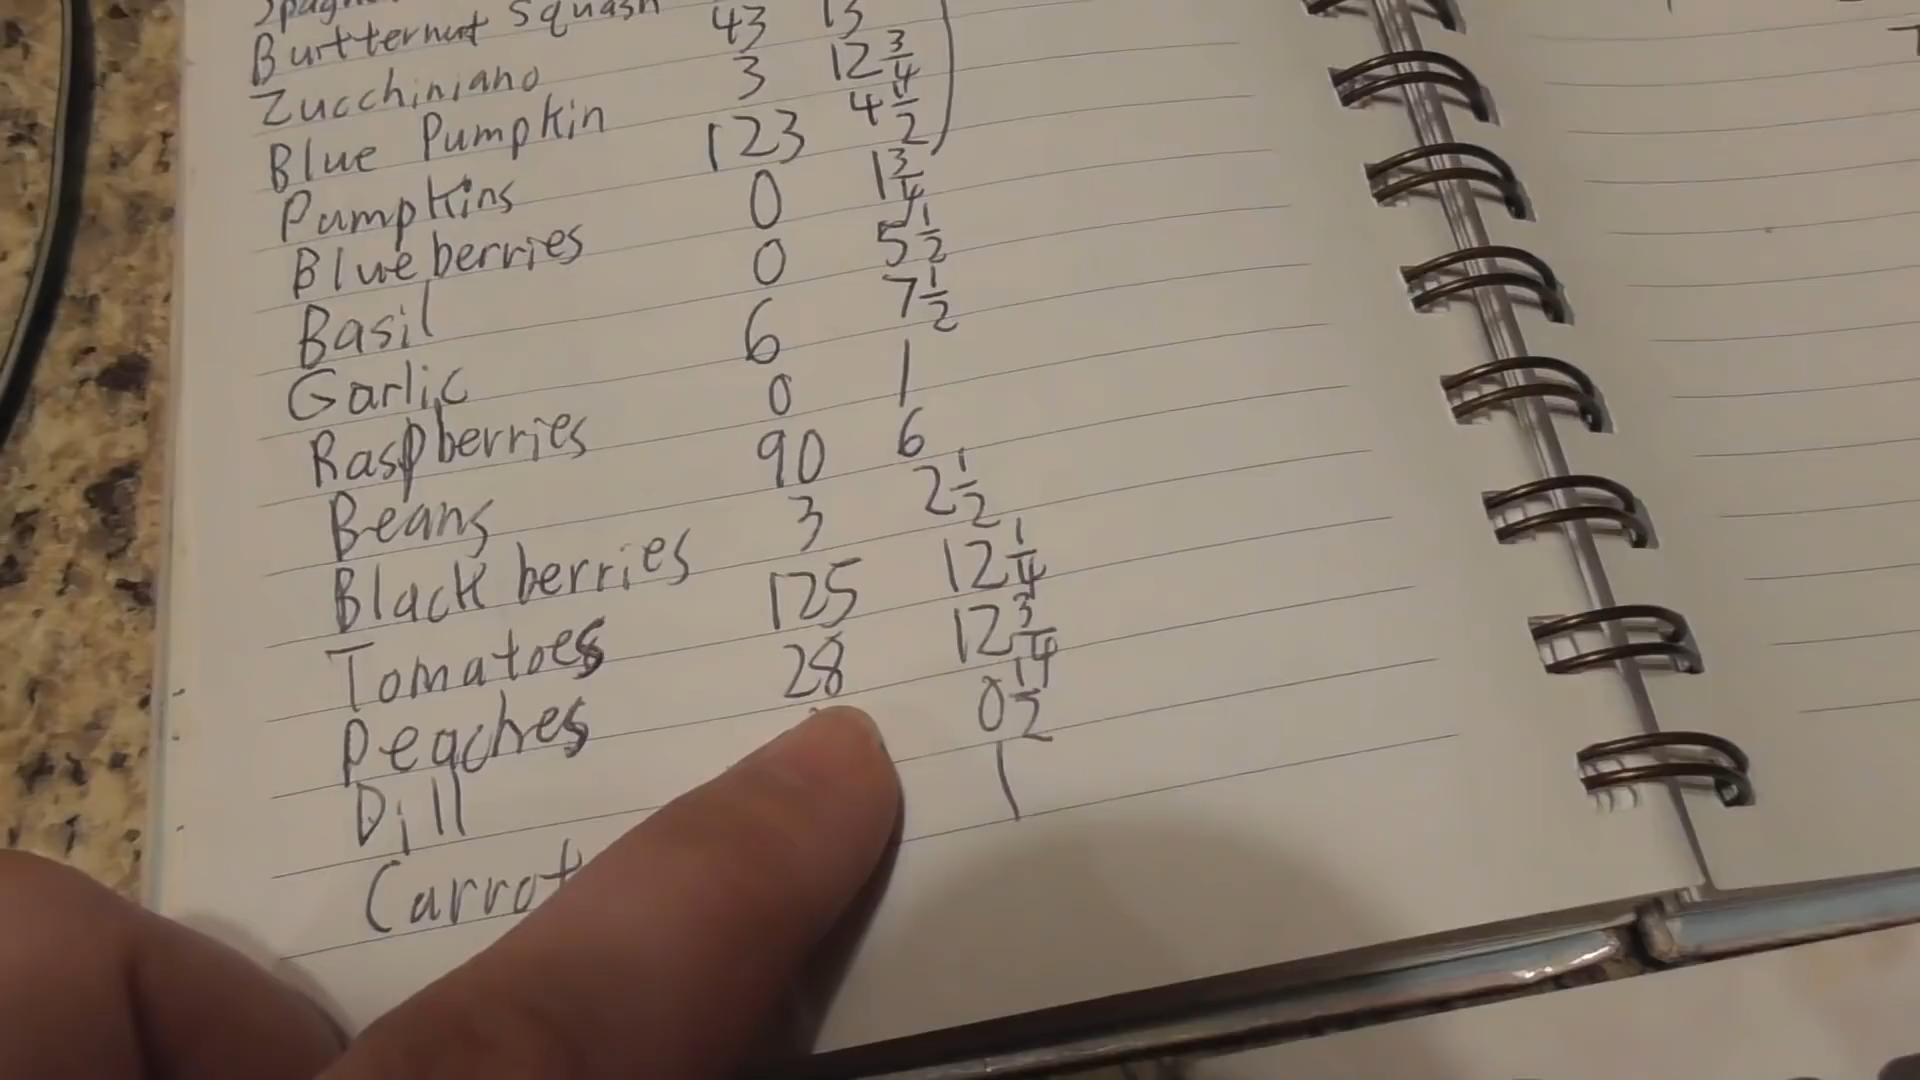 Burtternut Squash
Zucchiniano 43 13
Blue Pumpkin 3 12 3/4
Pumpkins 123 4 1/2
Blueberries 0 1 3/4
Basil 0 5 1/2
Garlic 6 7 1/2
Raspberries 0 1
Beans 90 6
Blackberries 3 2 1/2
Tomatoes 125 12 1/4
Peaches 28 12 3/4
Dill 0 1/2
Carrot 1